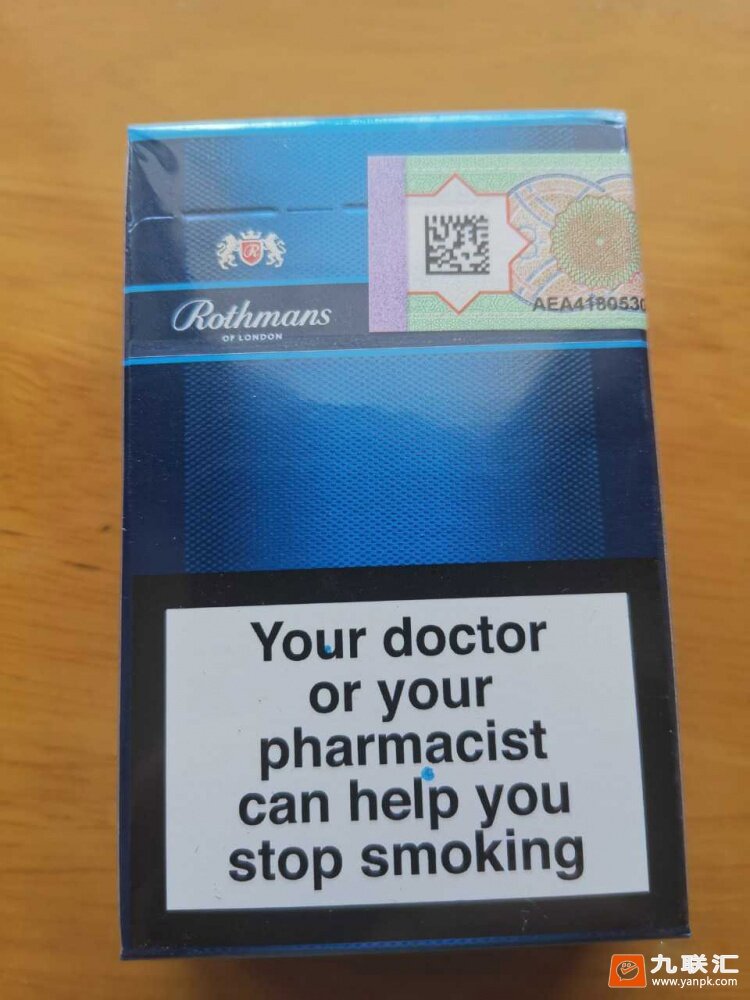 R
Rothmans
OF LONDON
AEA4180530
Your doctor
or your
pharmacist
can help you
stop smoking
九联汇
www.yanpk.com